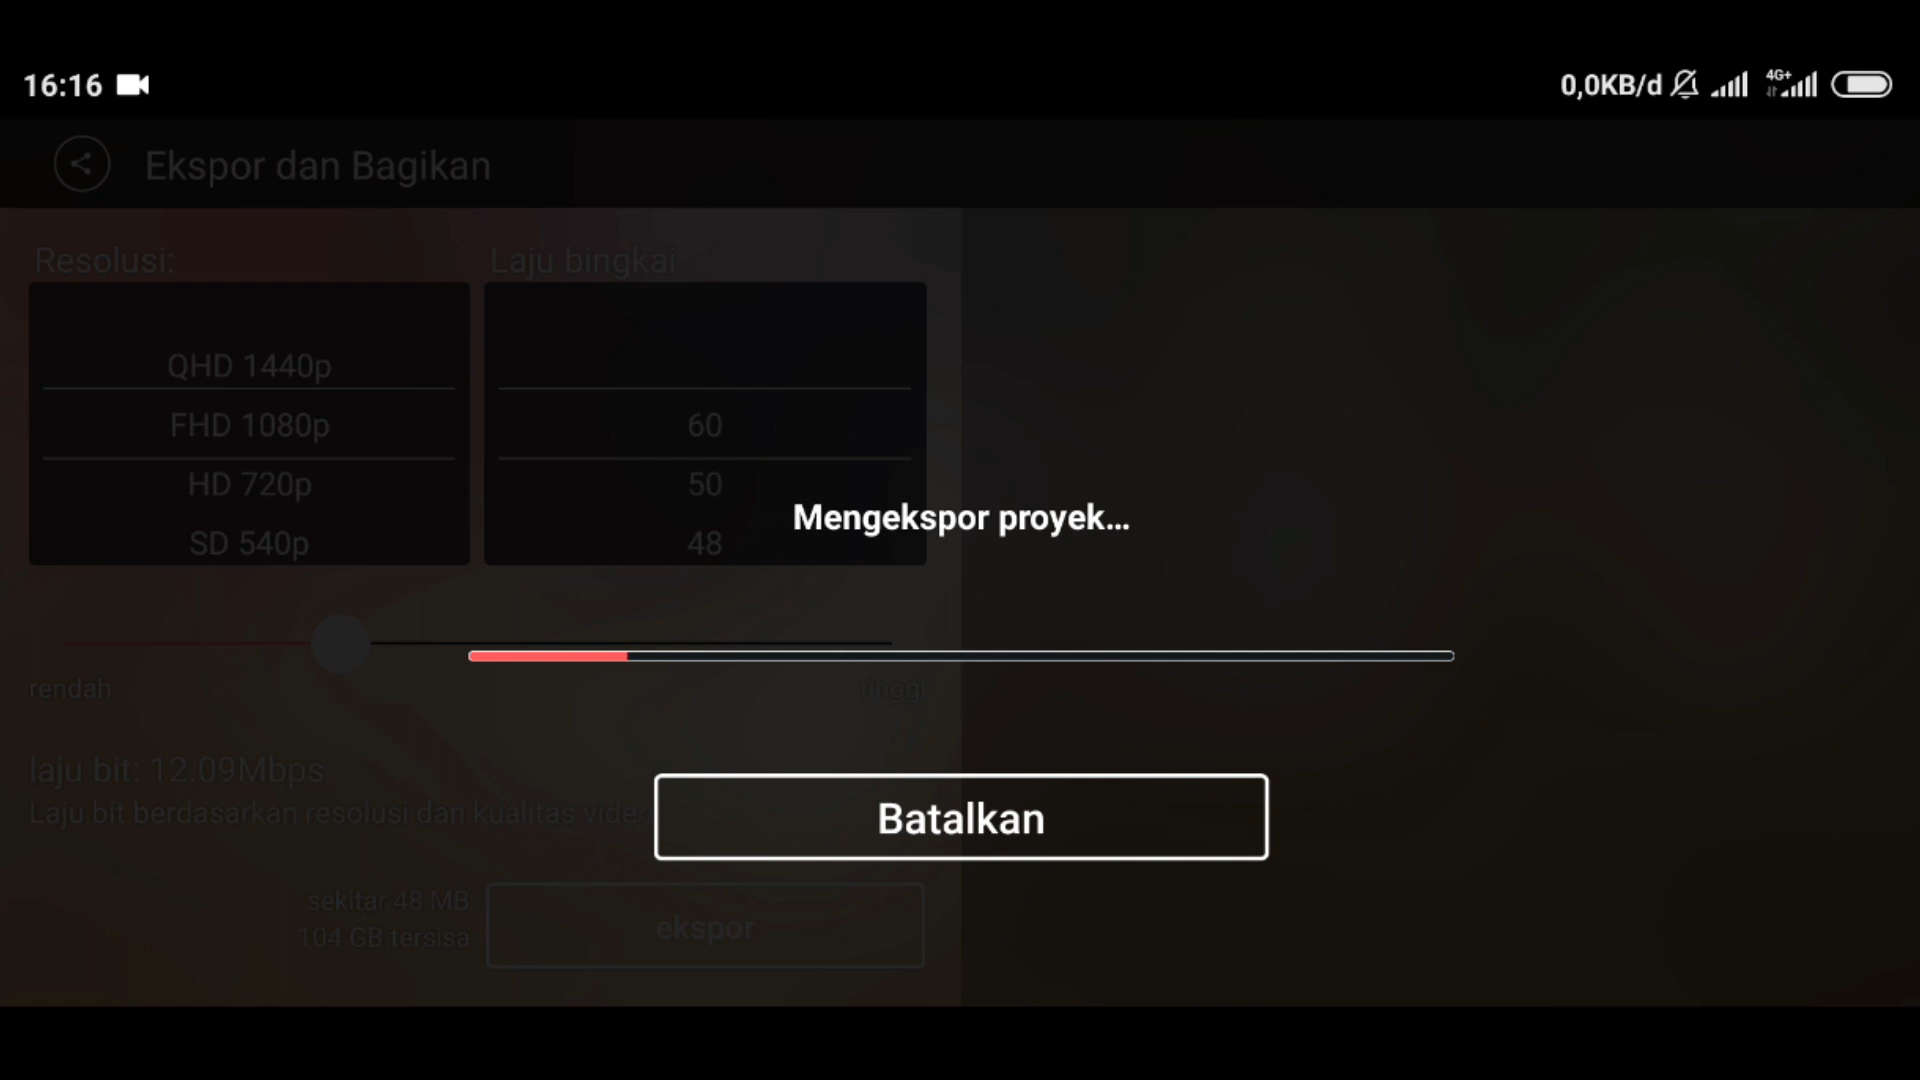 16:16
0,0KB/d 4G+
Ekspor dan Bagikan
Resolusi:
Laju bingkai
QHD 1440p
FHD 1080p
HD 720p
SD 540p
60
50
48
Mengekspor proyek...
rendah
tinggi
laju bit: 12.09Mbps
Laju bit berdasarkan resolusi dan kualitas video
Batalkan
sekitar 48 MB
104 GB tersisa
ekspor